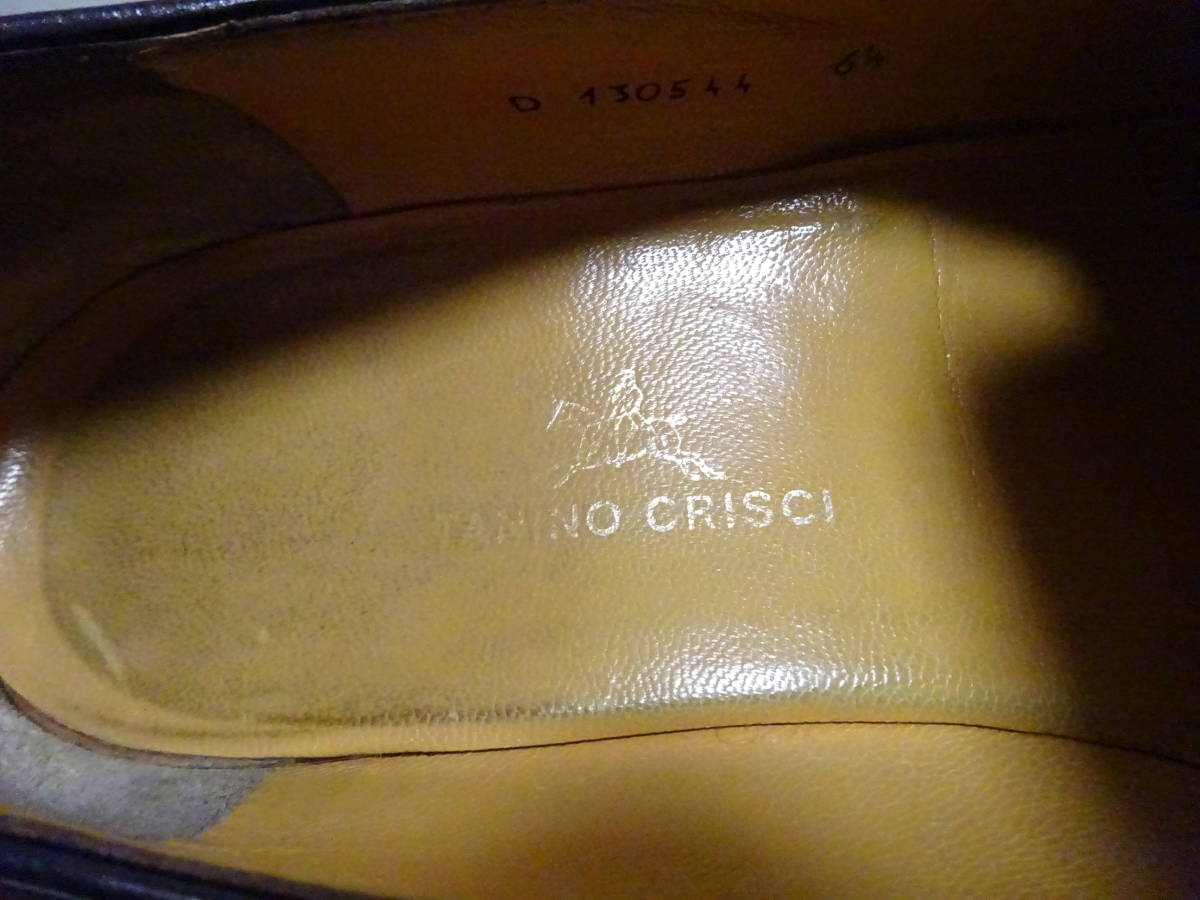 D 130544 6½
TANINO CRISCI